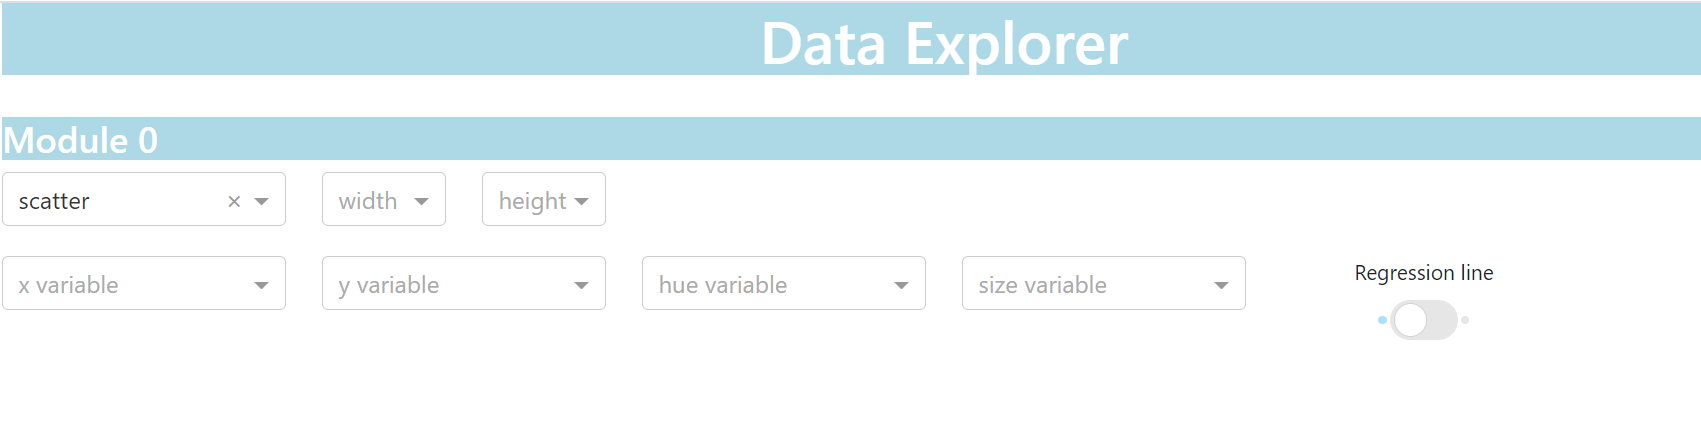 Data Explorer
Module 0
scatter × width height
x variable y variable hue variable size variable Regression line